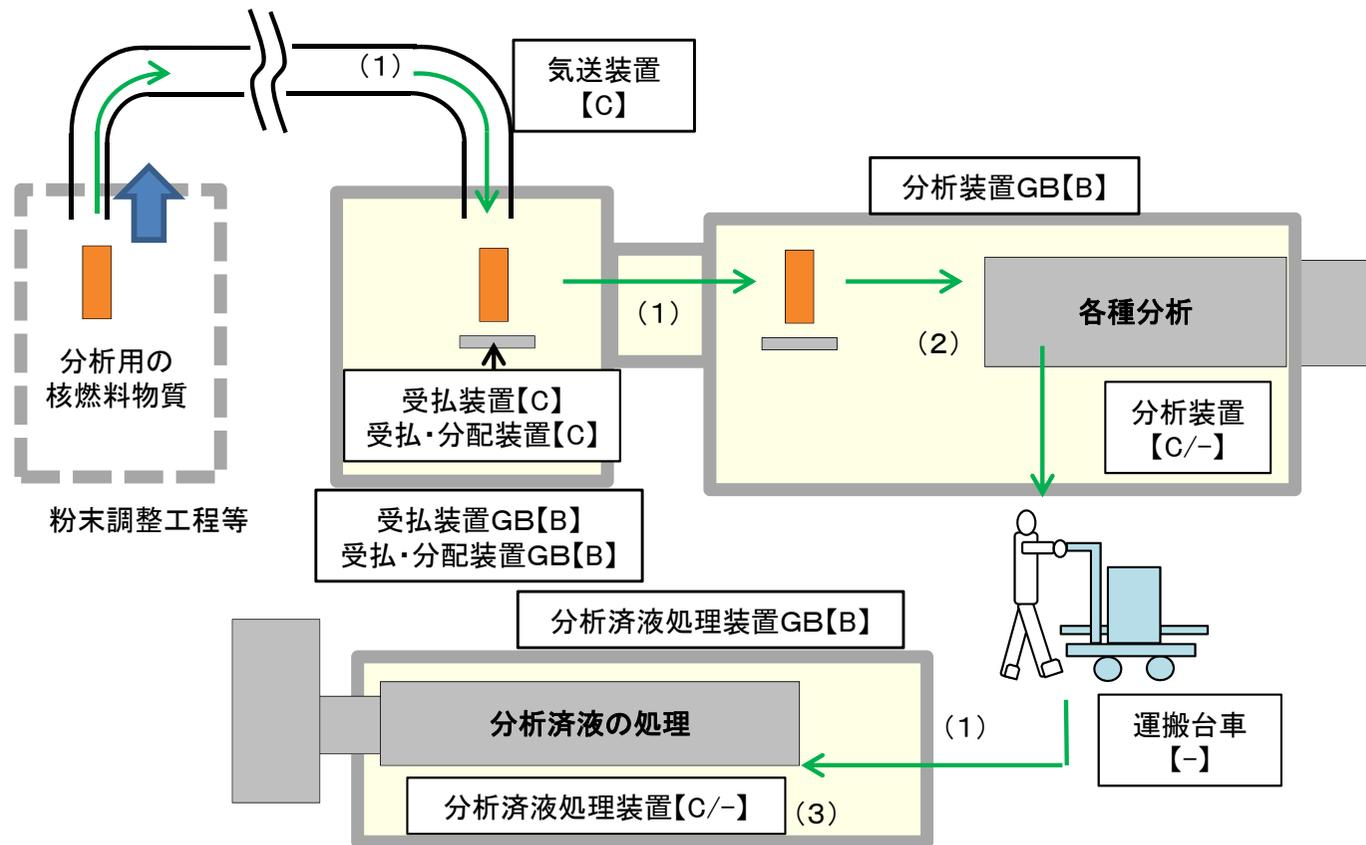 (1)
気送装置
【C】
分析装置GB【B】
分析用の
核燃料物質
粉末調整工程等
(1)
(2)
各種分析
受払装置【C】
受払・分配装置【C】
分析装置
【C/-】
受払装置GB【B】
受払・分配装置GB【B】
分析済液処理装置GB【B】
分析済液の処理
(1)
運搬台車
【-】
分析済液処理装置【C/-】
(3)